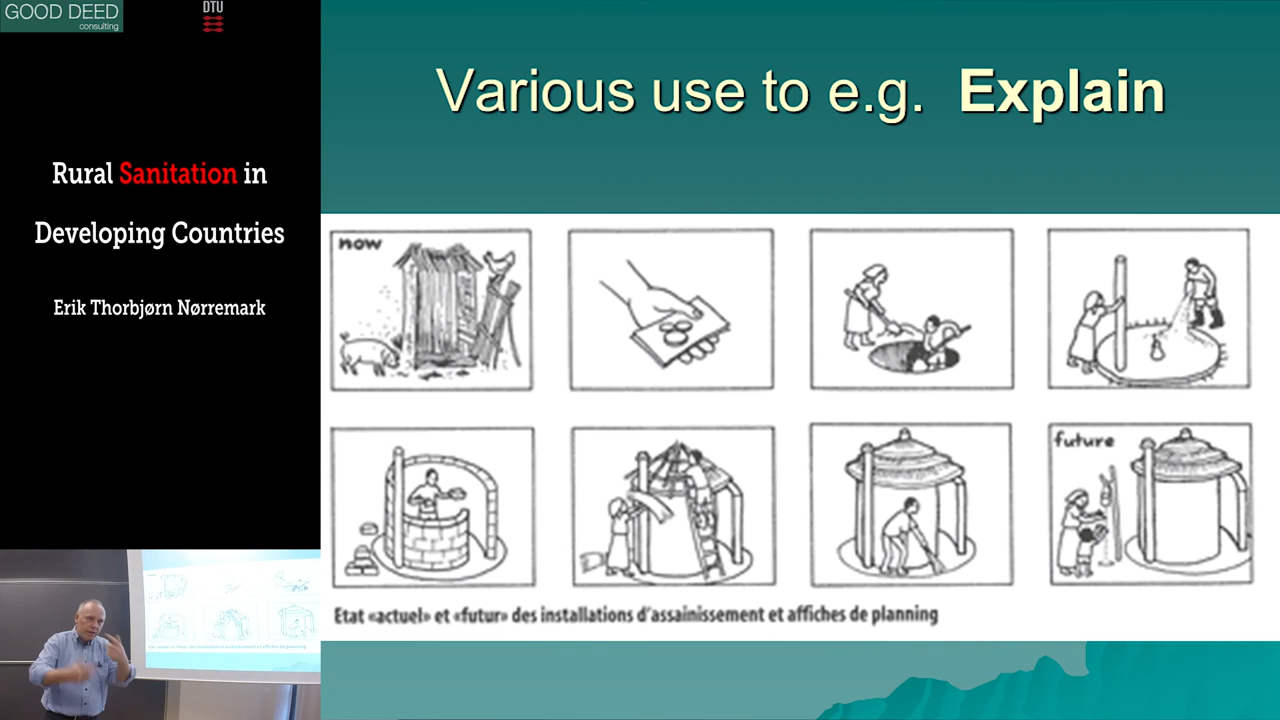 GOOD DEED
consulting
DTU
Rural Sanitation in
Developing Countries
Erik Thorbjørn Nørremark
Various use to e.g. Explain
now
future
Etat «actuel» et «futur» des installations d'assainissement et affiches de planning